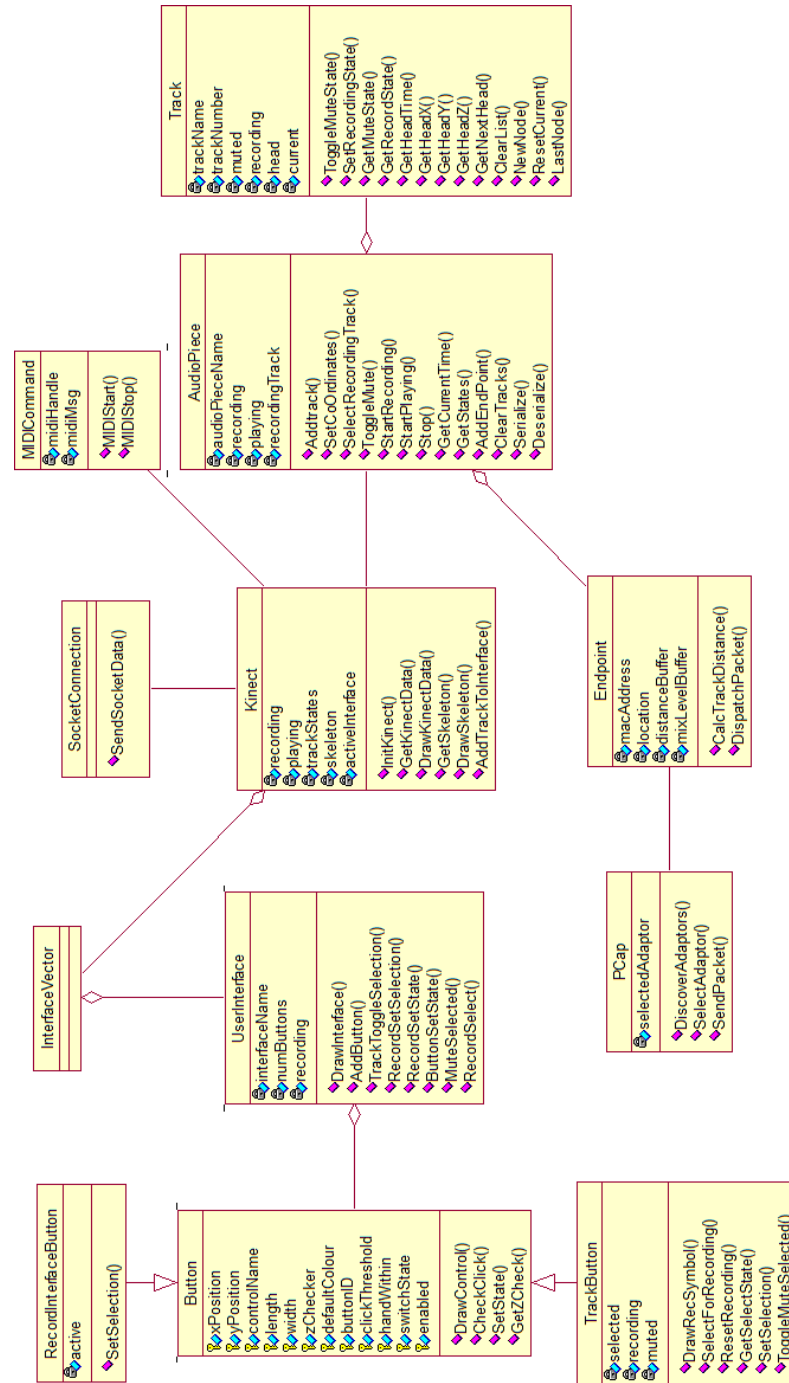 RecordInterfaceButton
active
SetSelection()
Button
xPosition
yPosition
controlName
length
width
zChecker
defaultColour
buttonID
clickThreshold
handWithin
switchState
enabled
DrawControl()
CheckClick()
SetState()
GetZCheck()
TrackButton
selected
recording
muted
DrawRecSymbol()
SelectForRecording()
ResetRecording()
GetSelectState()
SetSelection()
ToggleMuteSelected()
InterfaceVector
UserInterface
interfaceName
numButtons
recording
DrawInterface()
AddButton()
TrackToggleSelection()
RecordSetSelection()
RecordSetState()
ButtonSetState()
MuteSelected()
RecordSelect()
PCap
selectedAdaptor
DiscoverAdaptors()
SelectAdaptor()
SendPacket()
SocketConnection
SendSocketData()
Kinect
recording
playing
trackStates
skeleton
activeInterface
InitKinect()
GetKinectData()
DrawKinectData()
GetSkeleton()
DrawSkeleton()
AddTrackToInterface()
Endpoint
macAddress
location
distanceBuffer
mixLevelBuffer
CalcTrackDistance()
DispatchPacket()
MIDICommand
midiHandle
midiMsg
MIDIStart()
MIDIStop()
AudioPiece
audioPieceName
recording
playing
recordingTrack
Addtrack()
SetCoOrdinates()
SelectRecordingTrack()
ToggleMute()
StartRecording()
StartPlaying()
Stop()
GetCurrentTime()
GetStates()
AddEndPoint()
ClearTracks()
Serialize()
Deserialize()
Track
trackName
trackNumber
muted
recording
head
current
ToggleMuteState()
SetRecordingState()
GetMuteState()
GetRecordState()
GetHeadTime()
GetHeadX()
GetHeadY()
GetHeadZ()
GetNextHead()
ClearList()
NewNode()
ResetCurrent()
LastNode()